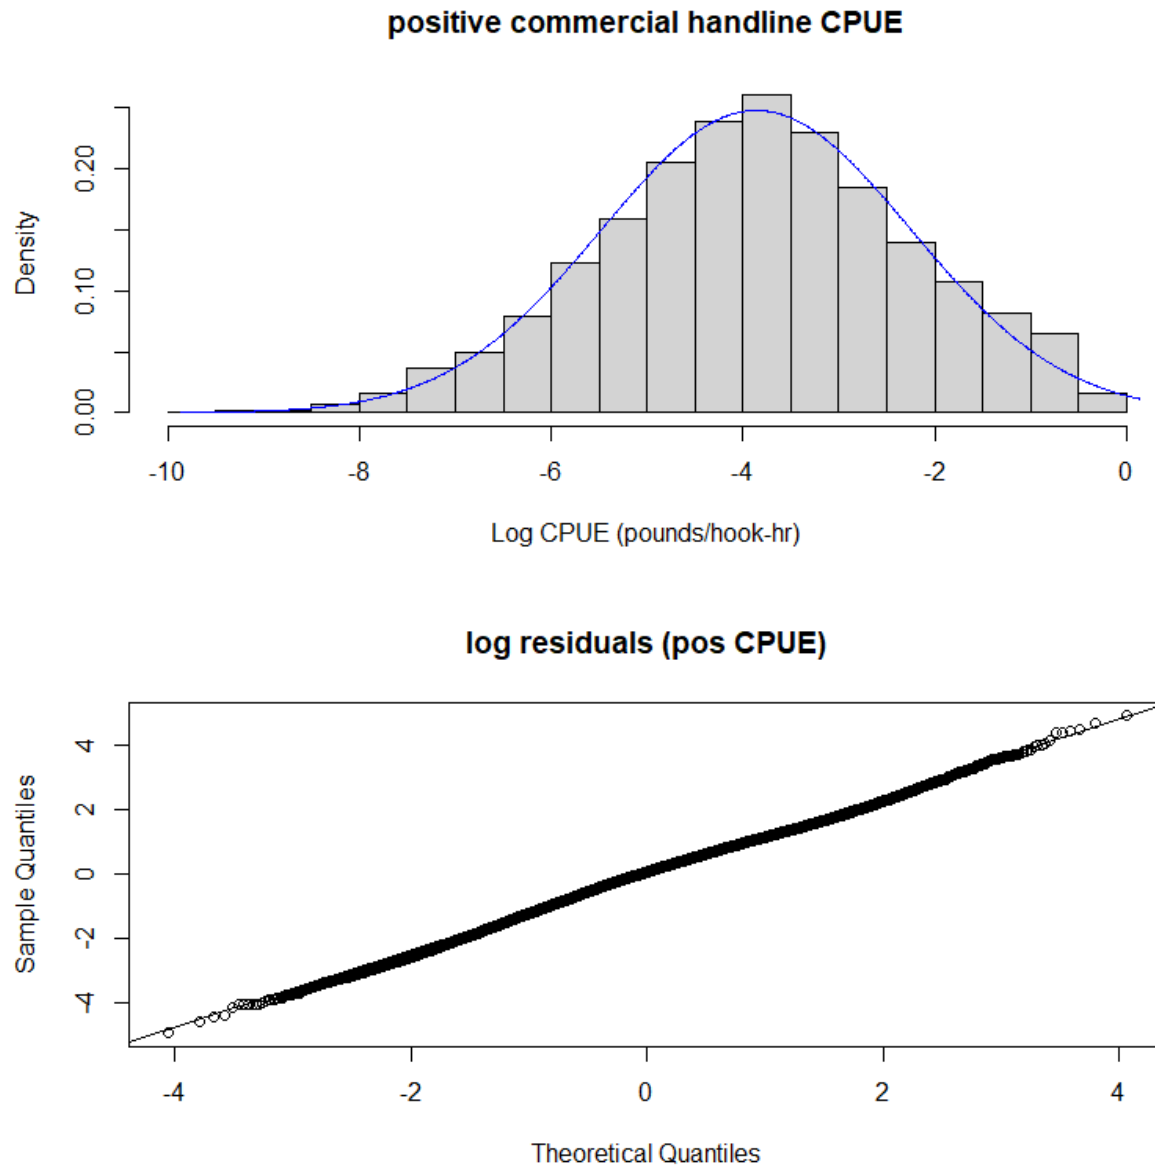 positive commercial handline CPUE
Density
0.00 0.10 0.20
-10 -8 -6 -4 -2 0
Log CPUE (pounds/hook-hr)
log residuals (pos CPUE)
Sample Quantiles
-4 -2 0 2 4
-4 -2 0 2 4
Theoretical Quantiles